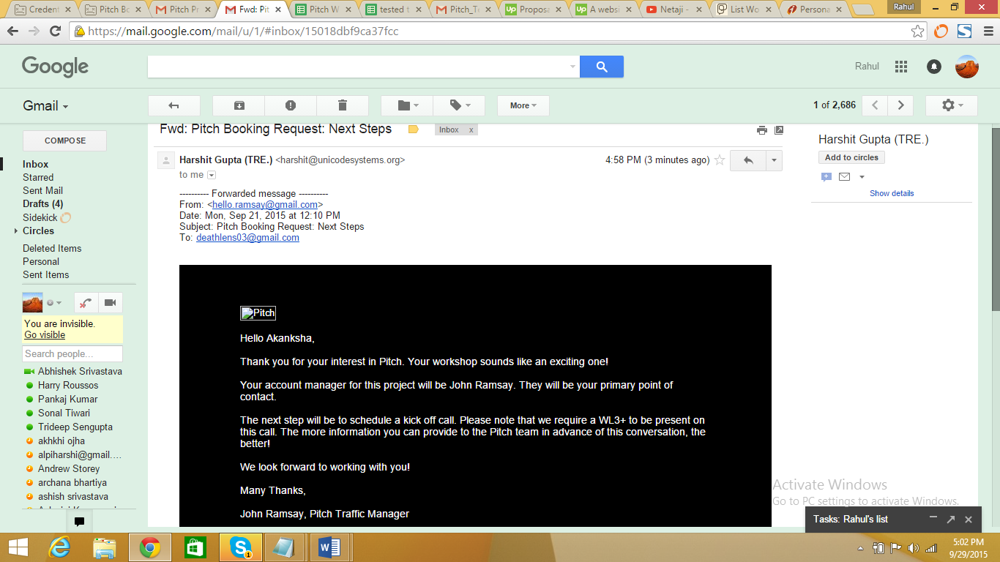 Creden
Pitch Bo
Pitch Pr
Fwd: Pit
Pitch W
tested t
Pitch_Te
Proposa
A websi
Netaji -
List Wo
Persona
Rahul
https://mail.google.com/mail/u/1/#inbox/15018dbf9ca37fcc
Google
Rahul
Gmail
More
1 of 2,686
COMPOSE
Inbox
Starred
Sent Mail
Drafts (4)
Sidekick
Circles
Deleted Items
Personal
Sent Items
You are invisible.
Go visible
Search people...
Abhishek Srivastava
Harry Roussos
Pankaj Kumar
Sonal Tiwari
Trideep Sengupta
akhkhi ojha
alpiharshi@gmail....
Andrew Storey
archana bhartiya
ashish srivastava
Fwd: Pitch Booking Request: Next Steps
Inbox x
Harshit Gupta (TRE.) <harshit@unicodesystems.org>
4:58 PM (3 minutes ago)
to me
---------- Forwarded message ----------
From: <hello.ramsay@gmail.com>
Date: Mon, Sep 21, 2015 at 12:10 PM
Subject: Pitch Booking Request: Next Steps
To: deathlens03@gmail.com
Pitch
Hello Akanksha,
Thank you for your interest in Pitch. Your workshop sounds like an exciting one!
Your account manager for this project will be John Ramsay. They will be your primary point of
contact.
The next step will be to schedule a kick off call. Please note that we require a WL3+ to be present on
this call. The more information you can provide to the Pitch team in advance of this conversation, the
better!
We look forward to working with you!
Many Thanks,
John Ramsay, Pitch Traffic Manager
Harshit Gupta (TRE.)
Add to circles
Show details
Activate Windows
Go to PC settings to activate Windows.
Tasks: Rahul's list
5:02 PM
9/29/2015